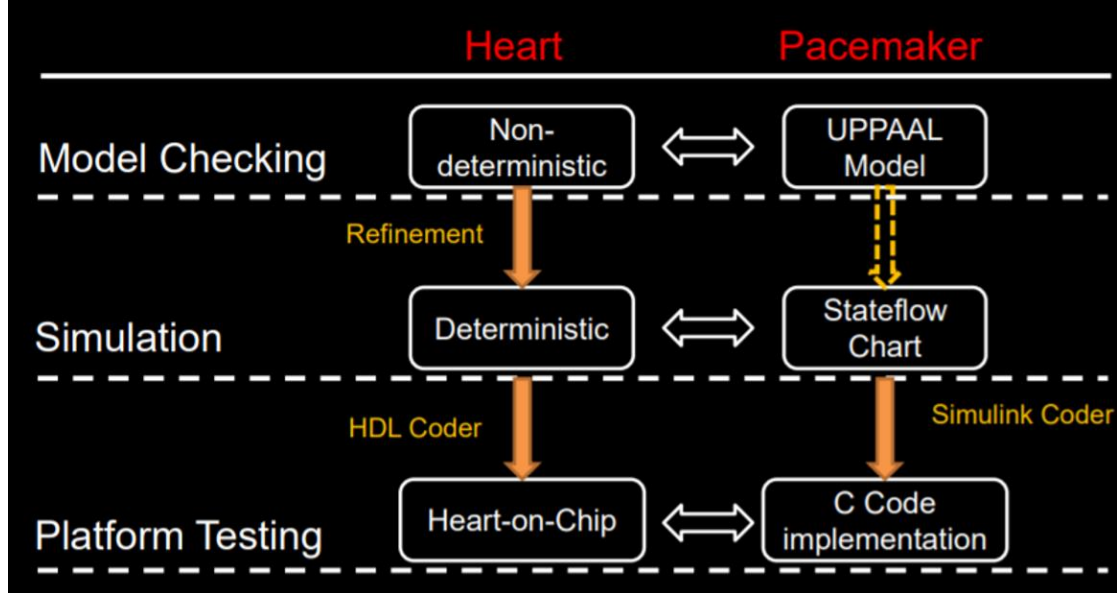 Heart
Pacemaker
Model Checking
Non-
deterministic
UPPAAL
Model
Refinement
Simulation
Deterministic
Stateflow
Chart
HDL Coder
Simulink Coder
Platform Testing
Heart-on-Chip
C Code
implementation